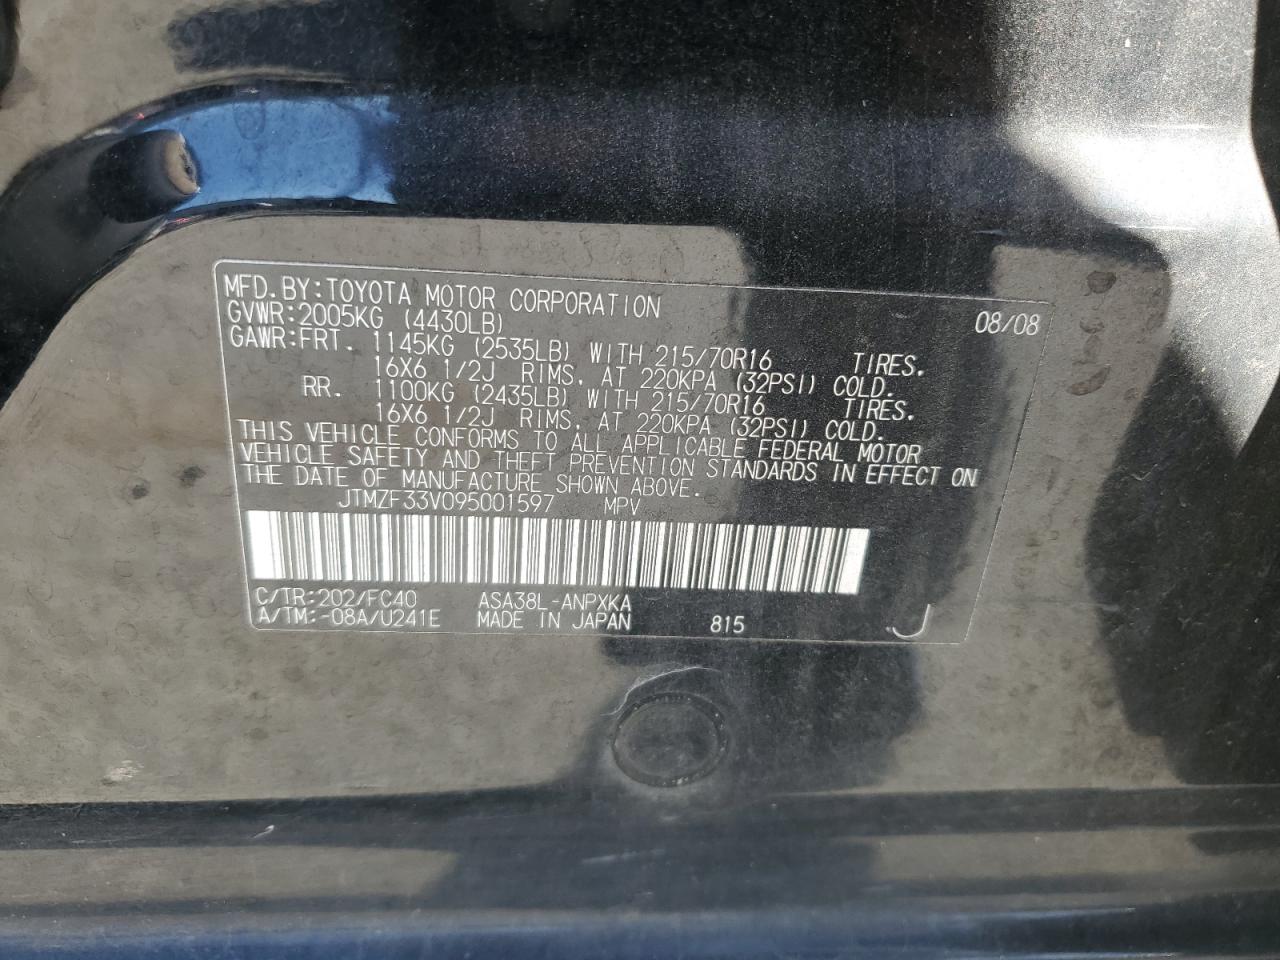 MFD. BY: TOYOTA MOTOR CORPORATION 08/08
GVWR: 2005KG (4430LB)
GAWR: FRT. 1145KG (2535LB) WITH 215/70R16 TIRES.
16X6 1/2J RIMS, AT 220KPA (32PSI) COLD.
RR. 1100KG (2435LB) WITH 215/70R16 TIRES.
16X6 1/2J RIMS, AT 220KPA (32PSI) COLD.
THIS VEHICLE CONFORMS TO ALL APPLICABLE FEDERAL MOTOR
VEHICLE SAFETY AND THEFT PREVENTION STANDARDS IN EFFECT ON
THE DATE OF MANUFACTURE SHOWN ABOVE.
JTMZF33V095001597 MPV
C/TR: 202/FC40 ASA38L-ANPXKA
A/TM: -08A/U241E MADE IN JAPAN 815 J